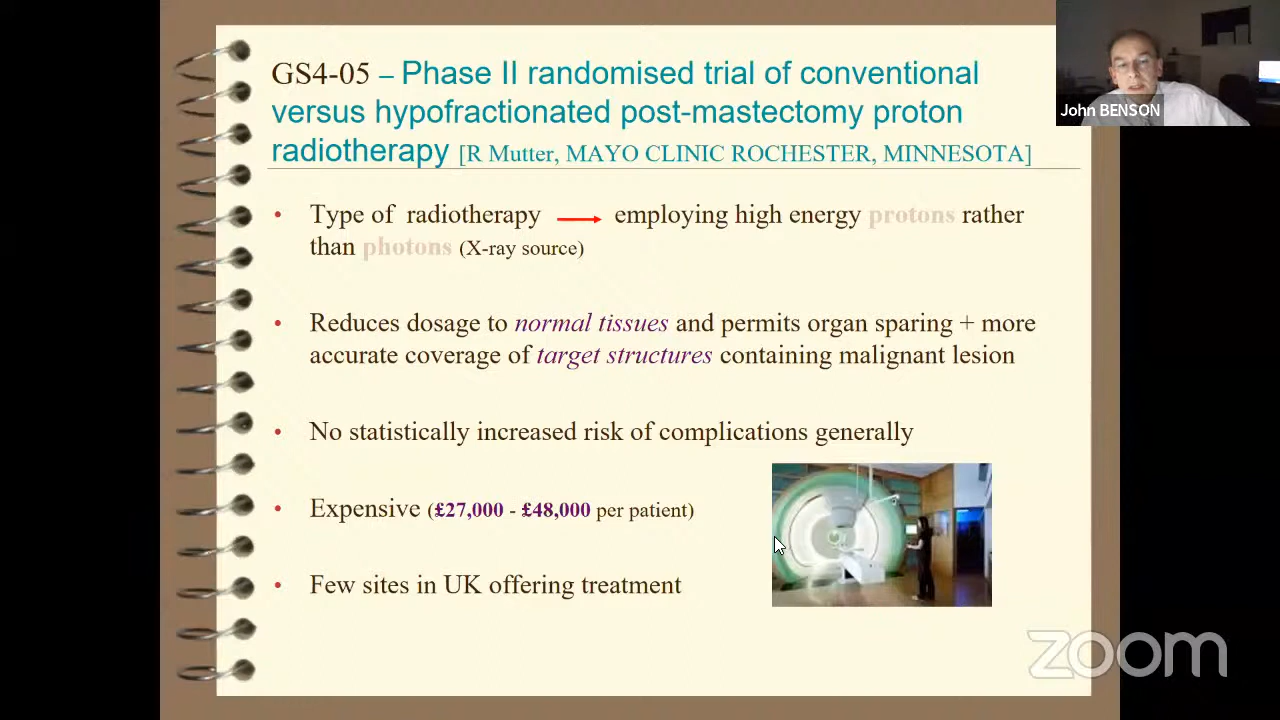 GS4-05 – Phase II randomised trial of conventional
versus hypofractionated post-mastectomy proton
radiotherapy [R Mutter, MAYO CLINIC ROCHESTER, MINNESOTA]
• Type of radiotherapy → employing high energy protons rather
than photons (X-ray source)
• Reduces dosage to normal tissues and permits organ sparing + more
accurate coverage of target structures containing malignant lesion
• No statistically increased risk of complications generally
• Expensive (£27,000 - £48,000 per patient)
• Few sites in UK offering treatment
John BENSON
zoom